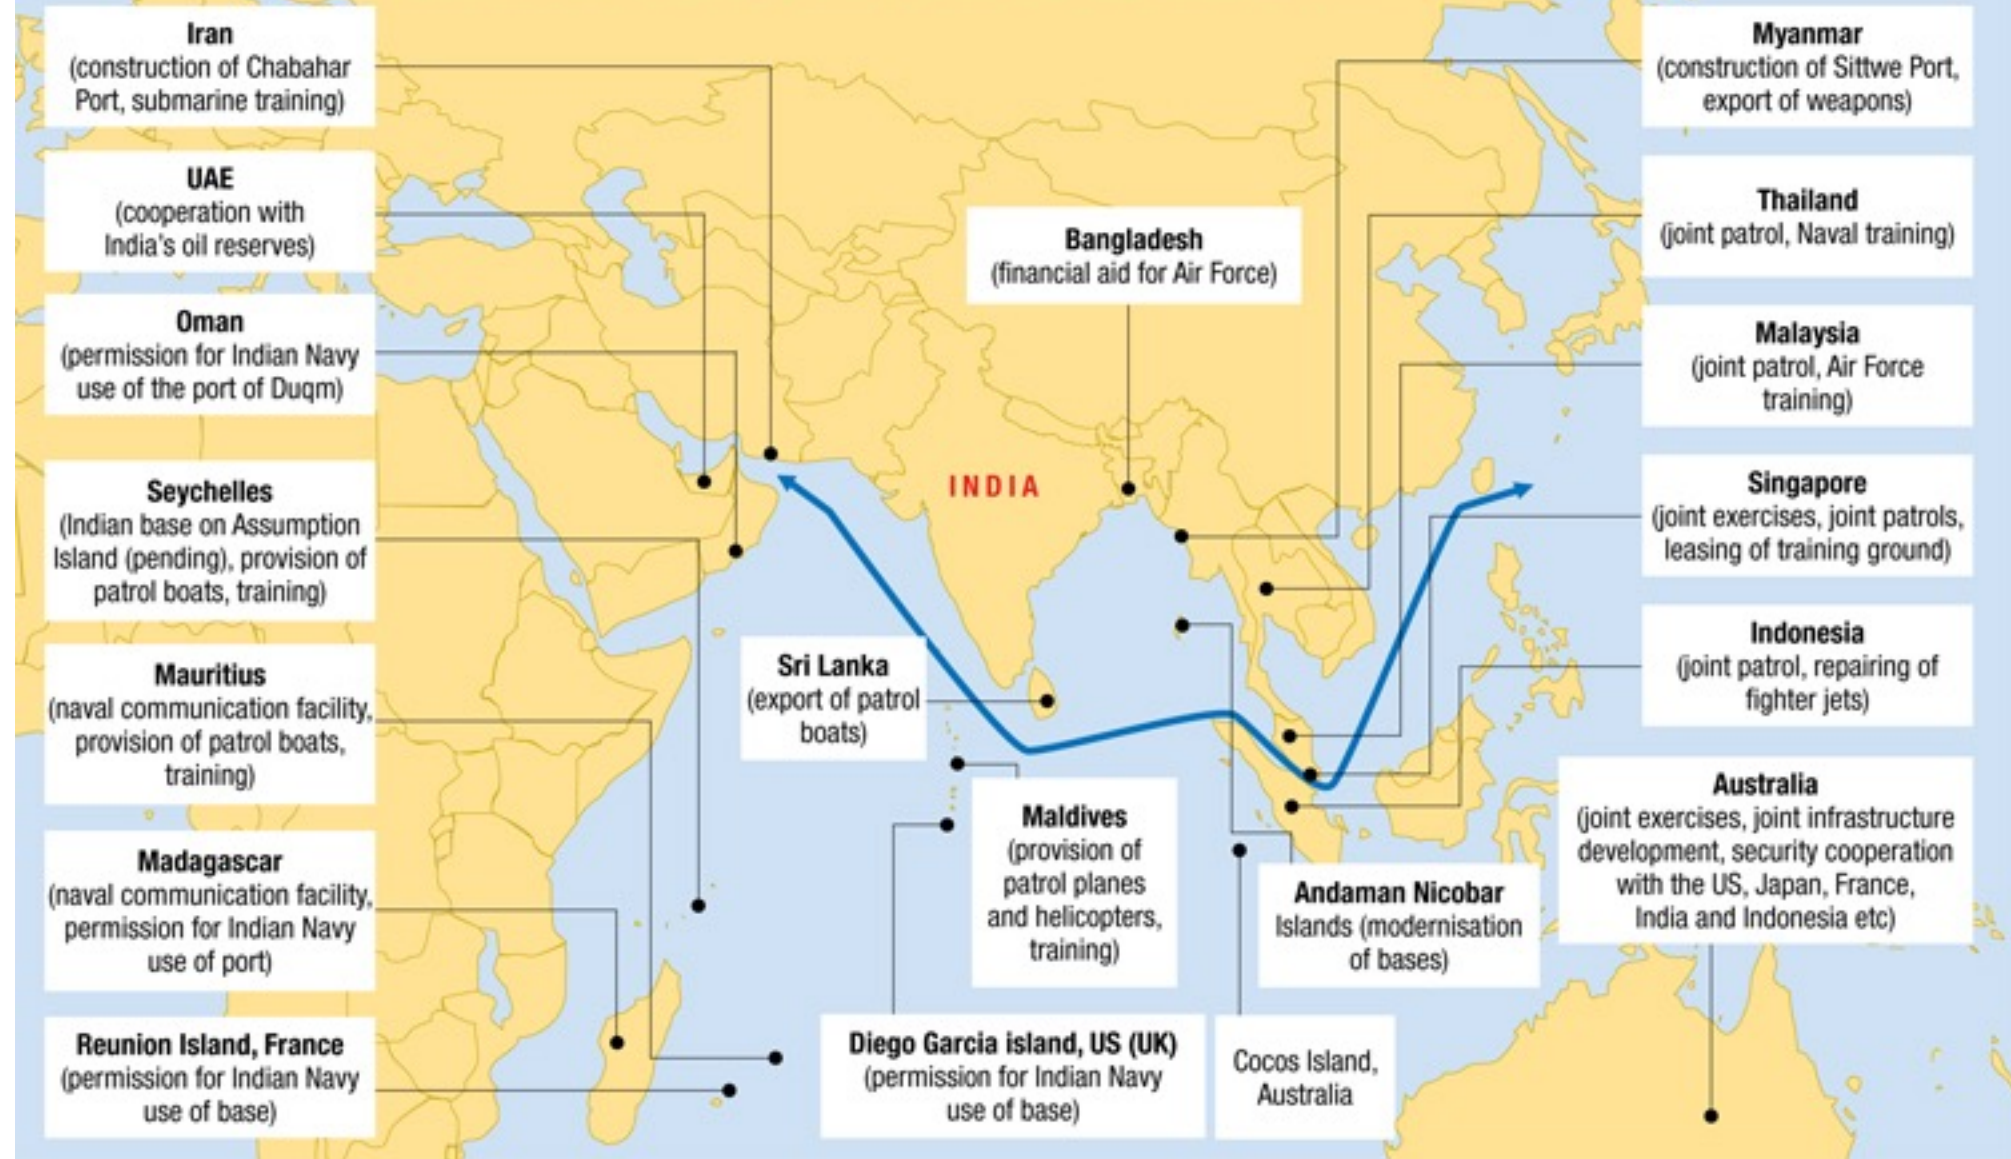 Iran
(construction of Chabahar
Port, submarine training)
UAE
(cooperation with
India's oil reserves)
Oman
(permission for Indian Navy
use of the port of Duqm)
Seychelles
(Indian base on Assumption
Island (pending), provision of
patrol boats, training)
Mauritius
(naval communication facility,
provision of patrol boats,
training)
Madagascar
(naval communication facility,
permission for Indian Navy
use of port)
Reunion Island, France
(permission for Indian Navy
use of base)
Bangladesh
(financial aid for Air Force)
INDIA
Sri Lanka
(export of patrol
boats)
Maldives
(provision of
patrol planes
and helicopters,
training)
Diego Garcia island, US (UK)
(permission for Indian Navy
use of base)
Cocos Island,
Australia
Andaman Nicobar
Islands (modernisation
of bases)
Myanmar
(construction of Sittwe Port,
export of weapons)
Thailand
(joint patrol, Naval training)
Malaysia
(joint patrol, Air Force
training)
Singapore
(joint exercises, joint patrols,
leasing of training ground)
Indonesia
(joint patrol, repairing of
fighter jets)
Australia
(joint exercises, joint infrastructure
development, security cooperation
with the US, Japan, France,
India and Indonesia etc)